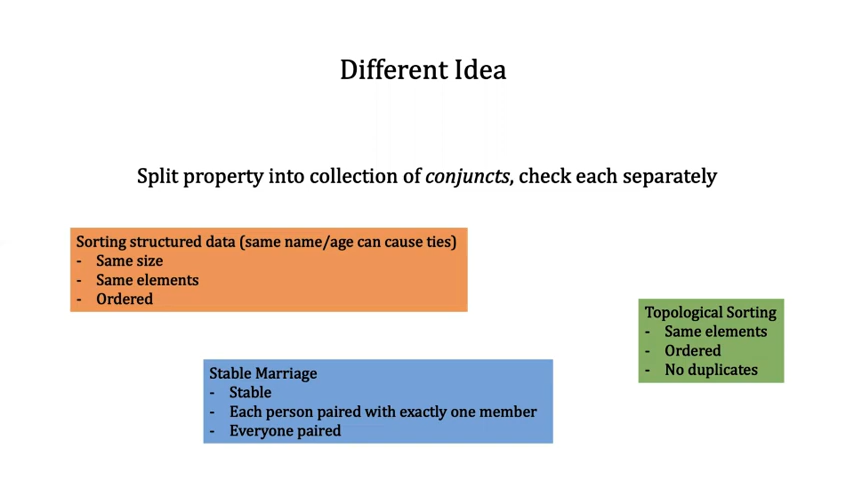 Different Idea
Split property into collection of conjuncts, check each separately
Sorting structured data (same name/age can cause ties)
- Same size
- Same elements
- Ordered
Topological Sorting
- Same elements
- Ordered
- No duplicates
Stable Marriage
- Stable
- Each person paired with exactly one member
- Everyone paired